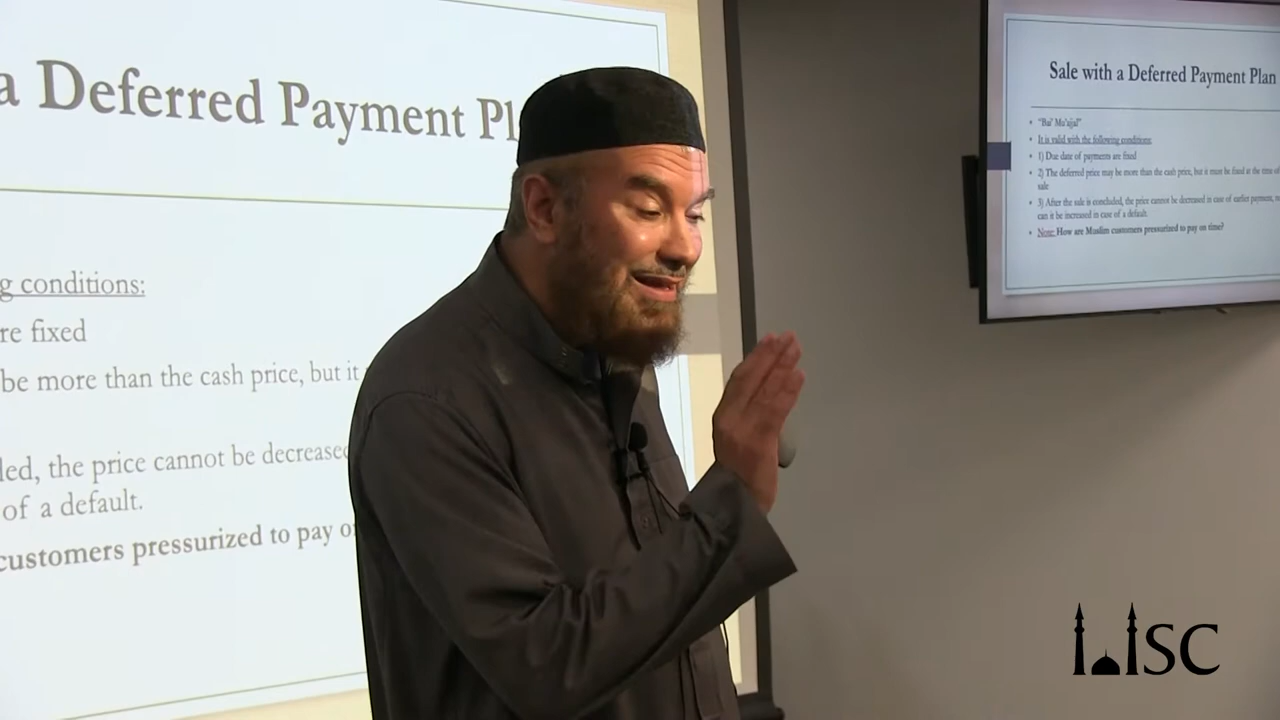 a Deferred Payment Pl
g conditions:
re fixed
be more than the cash price, but it
led, the price cannot be decreased
of a default.
customers pressurized to pay o
Sale with a Deferred Payment Plan
• "Bai' Mu'ajjal"
• It is valid with the following conditions:
• 1) Due date of payments are fixed
• 2) The deferred price may be more than the cash price, but it must be fixed at the time of
sale
• 3) After the sale is concluded, the price cannot be decreased in case of earlier payment,
can it be increased in case of a default.
• Note: How are Muslim customers pressurized to pay on time?
ISC